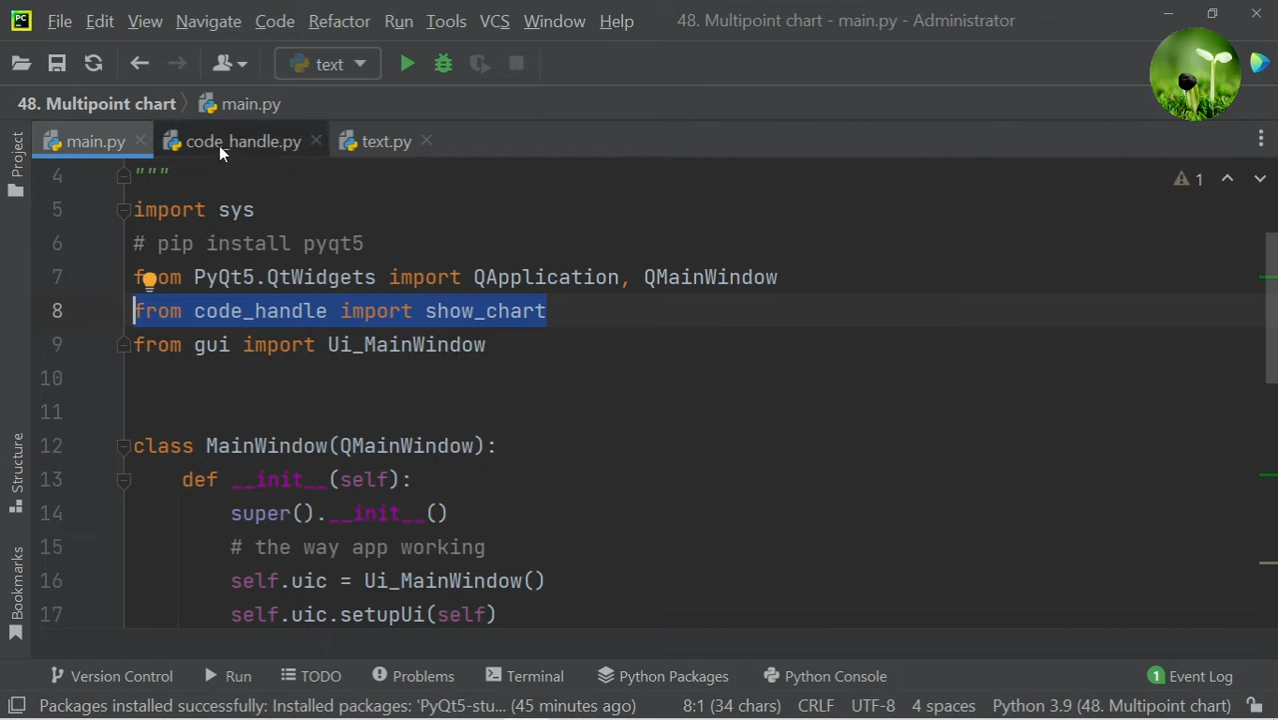 PC File Edit View Navigate Code Refactor Run Tools VCS Window Help 48. Multipoint chart - main.py - Administrator
text
48. Multipoint chart main.py
main.py code_handle.py text.py
Project
Structure
Bookmarks
4 """
1
5 import sys
6 # pip install pyqt5
7 from PyQt5.QtWidgets import QApplication, QMainWindow
8 from code_handle import show_chart
9 from gui import Ui_MainWindow
10
11
12 class MainWindow(QMainWindow):
13 def __init__(self):
14 super().__init__()
15 # the way app working
16 self.uic = Ui_MainWindow()
17 self.uic.setupUi(self)
Version Control Run TODO Problems Terminal Python Packages Python Console 1 Event Log
Packages installed successfully: Installed packages: 'PyQt5-stu... (45 minutes ago) 8:1 (34 chars) CRLF UTF-8 4 spaces Python 3.9 (48. Multipoint chart)